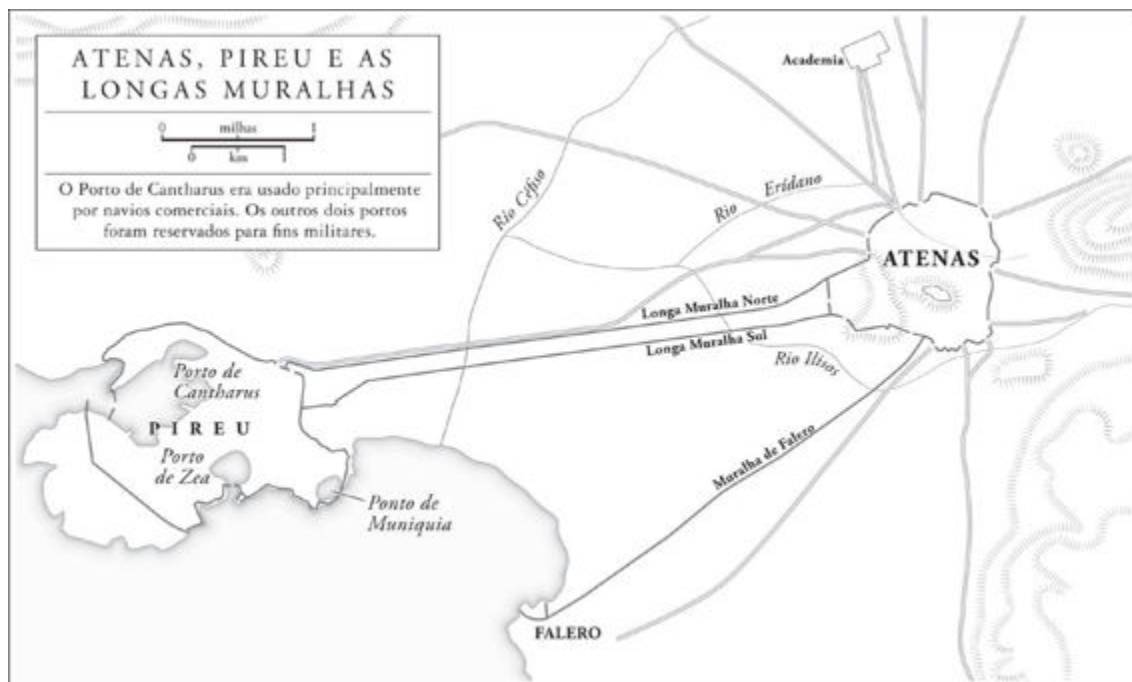 ATENAS, PIREU E AS
LONGAS MURALHAS
0 milhas 1
0 km 1
O Porto de Cantharus era usado principalmente
por navios comerciais. Os outros dois portos
foram reservados para fins militares.
Academia
Rio Céfiso
Rio Erídano
ATENAS
Longa Muralha Norte
Longa Muralha Sul
Rio Ilisos
Porto de
Cantharus
PIREU
Porto
de Zea
Ponto de
Muniquia
Muralha de Falero
FALERO